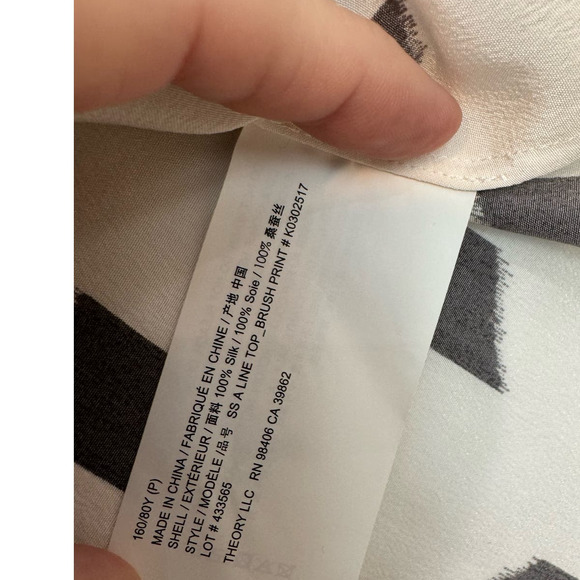 160/80Y (P)
MADE IN CHINA / FABRIQUÉ EN CHINE / 产地 中国
SHELL / EXTÉRIEUR / 面料 100% Silk / 100% Soie / 100% 桑蚕丝
STYLE / MODÈLE /品号 SS A LINE TOP_BRUSH PRINT # K0302517
LOT # 433565
THEORY LLC RN 98406 CA 39862